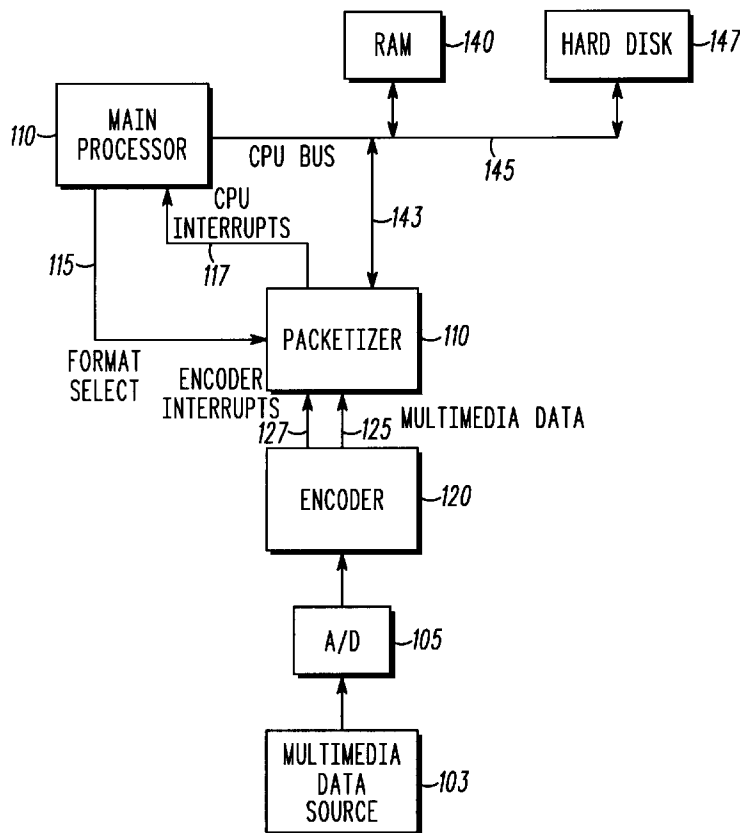 RAM
140
HARD DISK
147
110
MAIN
PROCESSOR
CPU BUS
145
CPU
INTERRUPTS
143
115
117
PACKETIZER
110
FORMAT
SELECT
ENCODER
INTERRUPTS
127
125
MULTIMEDIA DATA
ENCODER
120
A/D
105
MULTIMEDIA
DATA
SOURCE
103